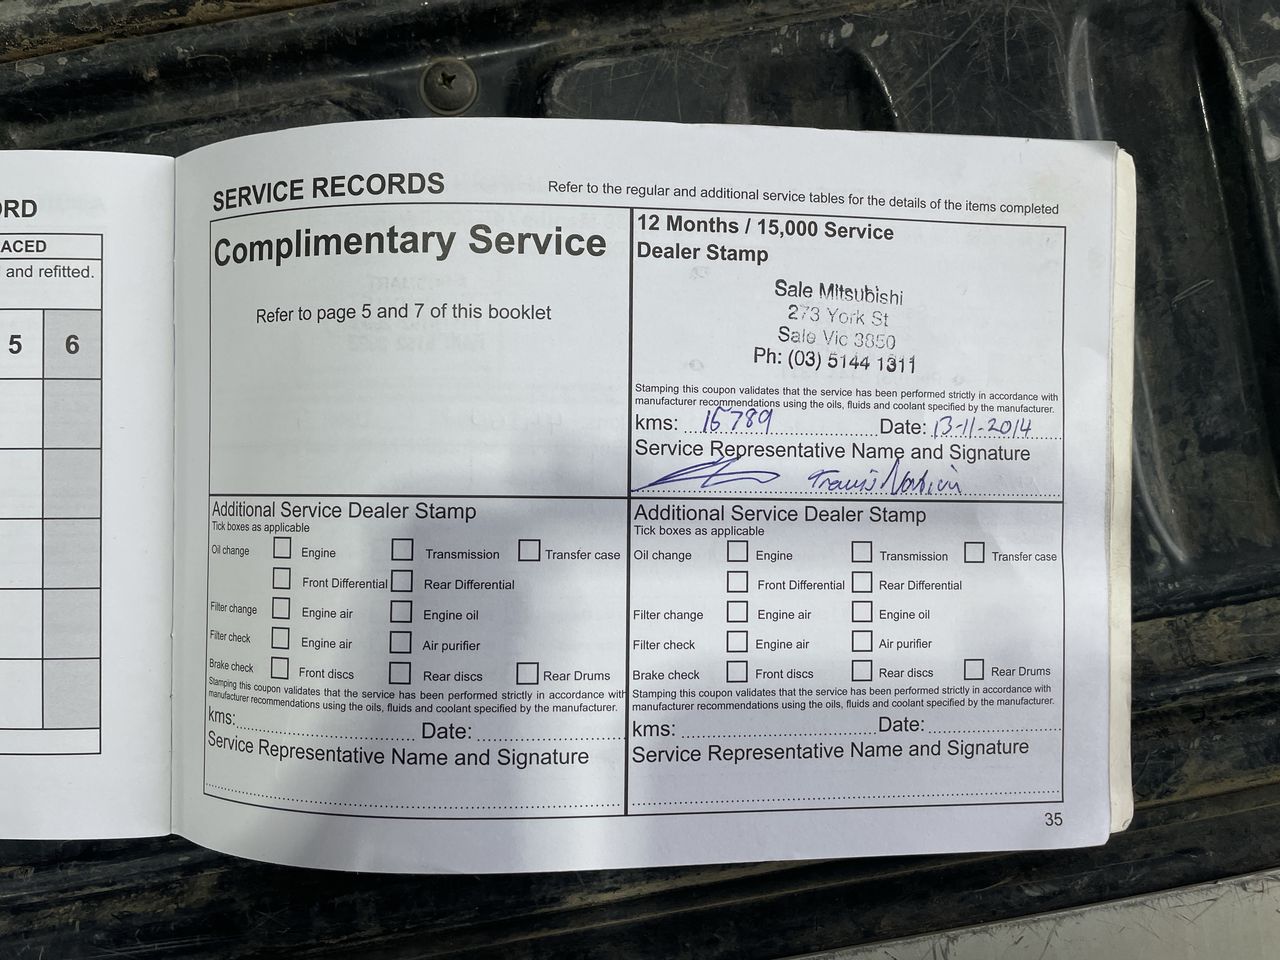 ORD
ACED
and refitted.
5 6
SERVICE RECORDS
Refer to the regular and additional service tables for the details of the items completed
Complimentary Service
Refer to page 5 and 7 of this booklet
12 Months / 15,000 Service
Dealer Stamp
Sale Mitsubishi
273 York St
Sale Vic 3850
Ph: (03) 5144 1311
Stamping this coupon validates that the service has been performed strictly in accordance with
manufacturer recommendations using the oils, fluids and coolant specified by the manufacturer.
kms: 15789 Date: 13-11-2014
Service Representative Name and Signature
Travis
Additional Service Dealer Stamp
Tick boxes as applicable
Oil change Engine Transmission Transfer case
Front Differential Rear Differential
Filter change Engine air Engine oil
Filter check Engine air Air purifier
Brake check Front discs Rear discs Rear Drums
Stamping this coupon validates that the service has been performed strictly in accordance with
manufacturer recommendations using the oils, fluids and coolant specified by the manufacturer.
kms: Date:
Service Representative Name and Signature
Additional Service Dealer Stamp
Tick boxes as applicable
Oil change Engine Transmission Transfer case
Front Differential Rear Differential
Filter change Engine air Engine oil
Filter check Engine air Air purifier
Brake check Front discs Rear discs Rear Drums
Stamping this coupon validates that the service has been performed strictly in accordance with
manufacturer recommendations using the oils, fluids and coolant specified by the manufacturer.
kms: Date:
Service Representative Name and Signature
35